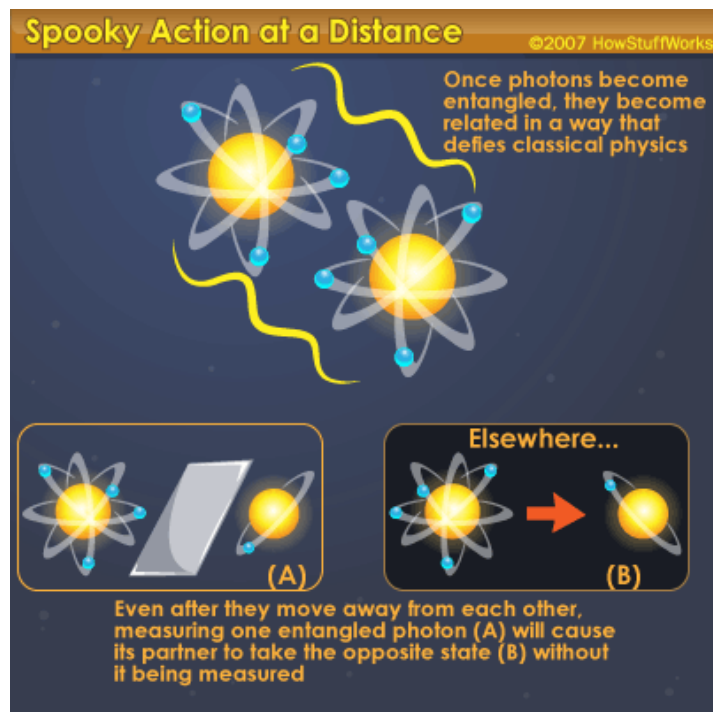 Spooky Action at a Distance
©2007 HowStuffWorks
Once photons become
entangled, they become
related in a way that
defies classical physics
(A)
Elsewhere...
(B)
Even after they move away from each other,
measuring one entangled photon (A) will cause
its partner to take the opposite state (B) without
it being measured